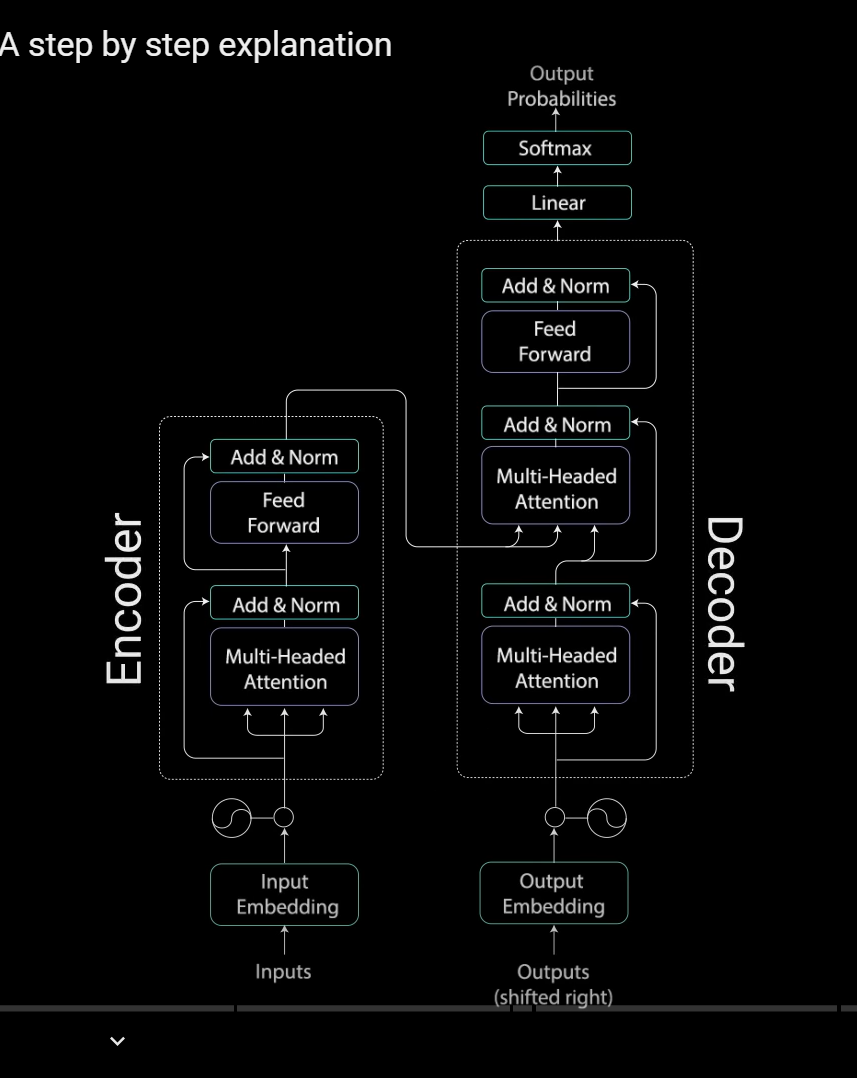 A step by step explanation
Output
Probabilities
Softmax
Linear
Add & Norm
Feed
Forward
Add & Norm
Multi-Headed
Attention
Add & Norm
Multi-Headed
Attention
Decoder
Add & Norm
Feed
Forward
Add & Norm
Multi-Headed
Attention
Encoder
Input
Embedding
Inputs
Output
Embedding
Outputs
(shifted right)